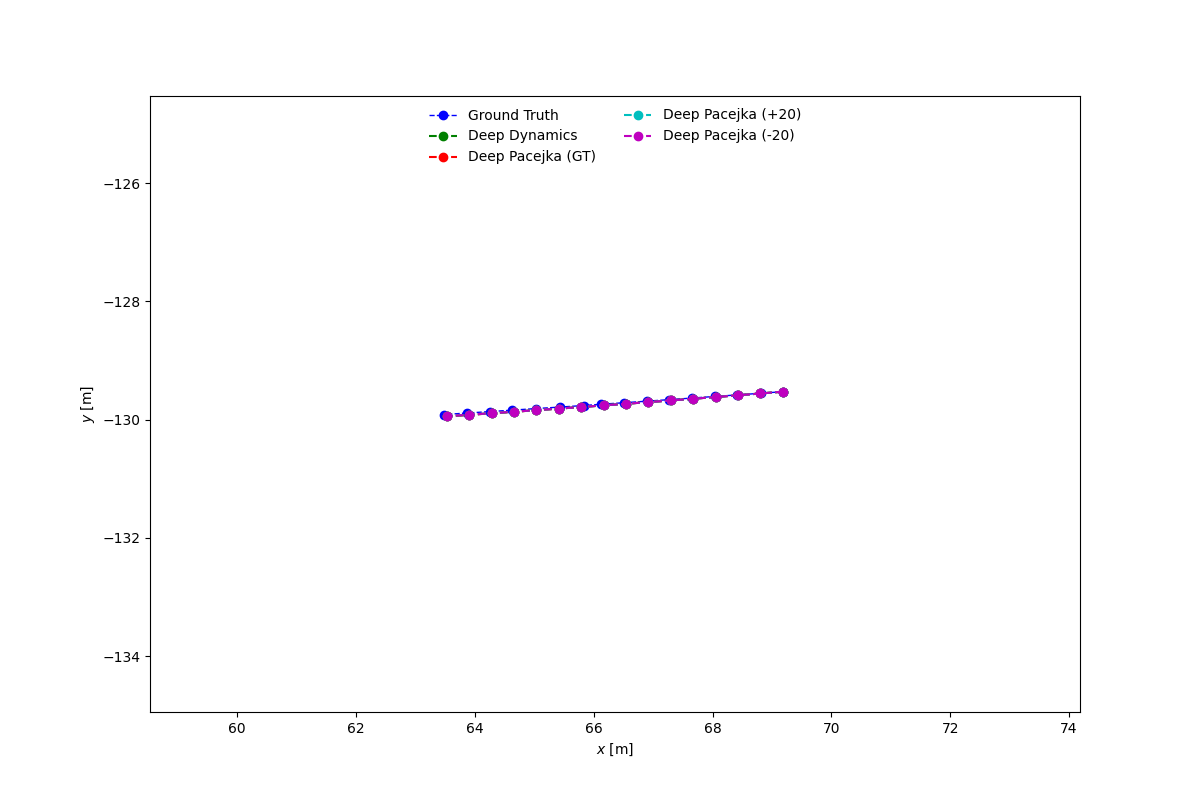 Ground Truth
Deep Dynamics
Deep Pacejka (GT)
Deep Pacejka (+20)
Deep Pacejka (-20)
−126
−128
−130
−132
−134
y [m]
60 62 64 66 68 70 72 74
x [m]